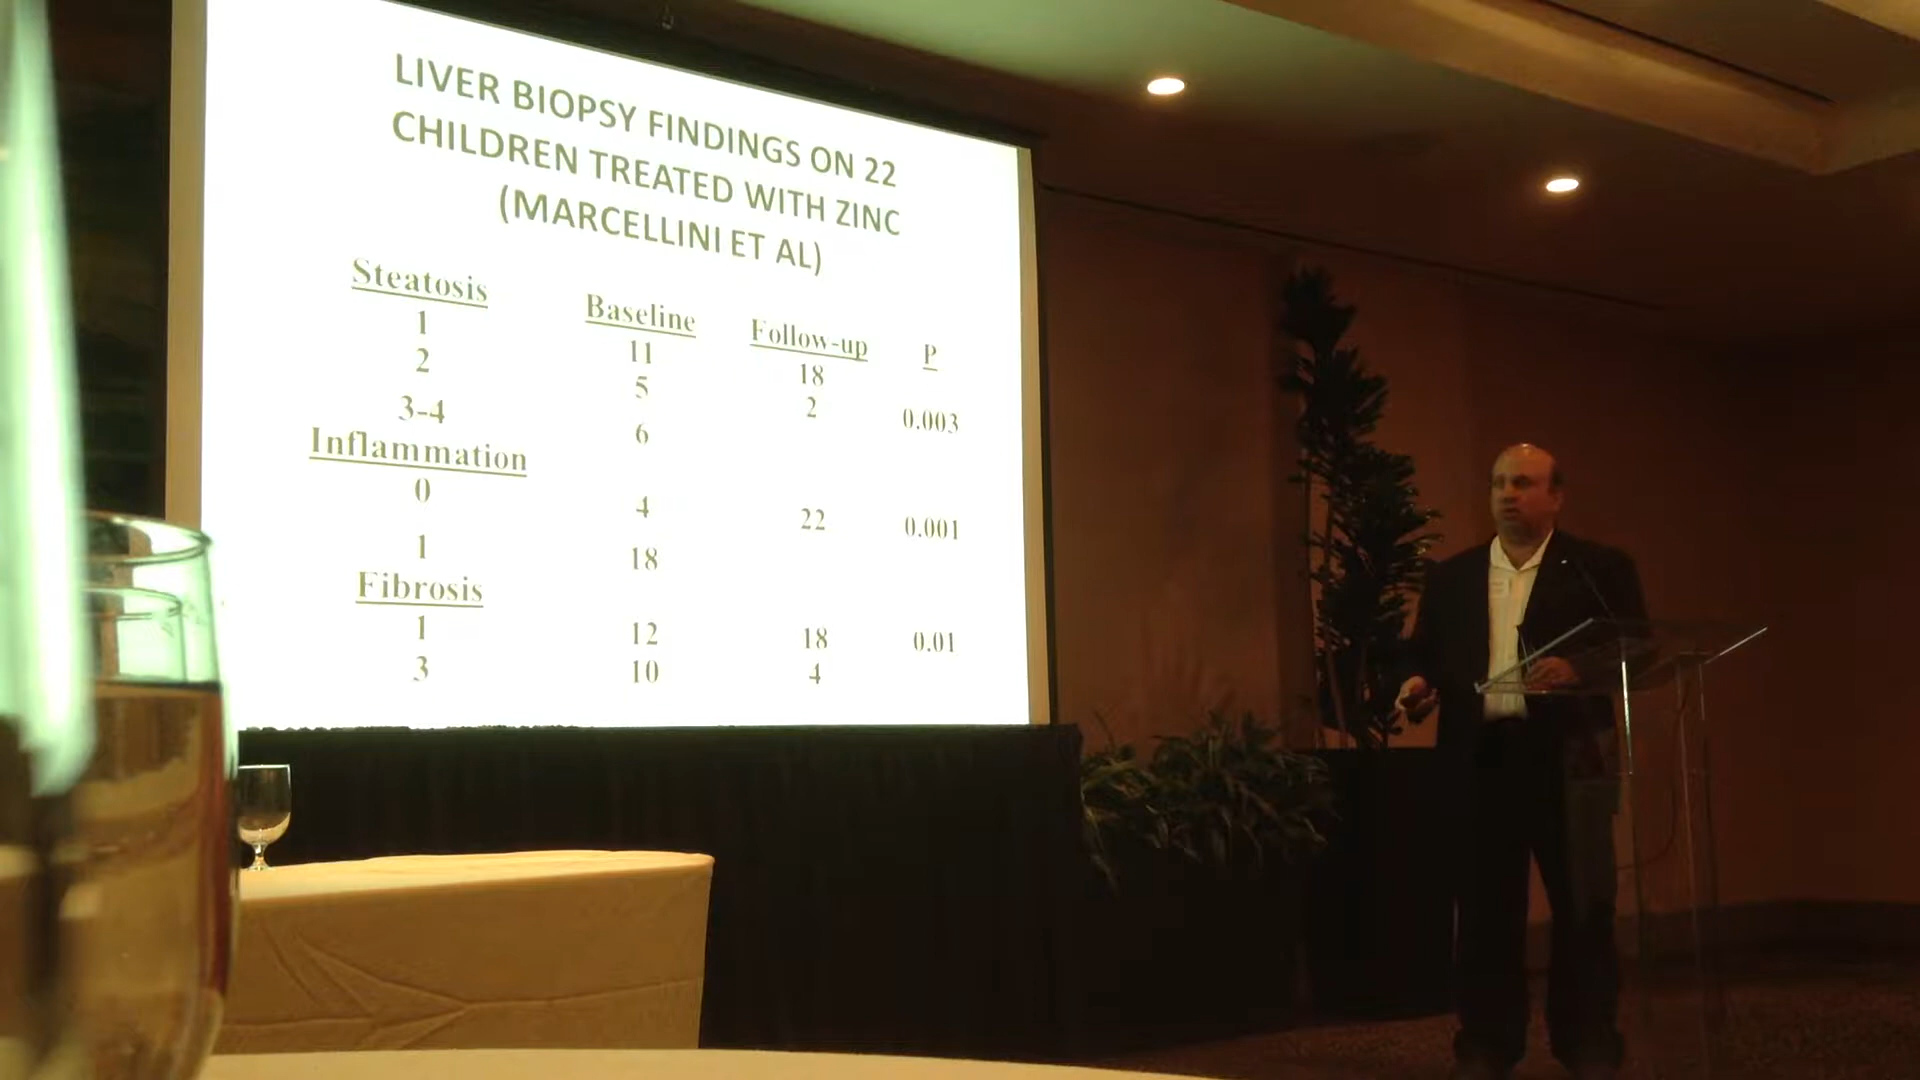 LIVER BIOPSY FINDINGS ON 22
CHILDREN TREATED WITH ZINC
(MARCELLINI ET AL)
Steatosis Baseline Follow-up P
1 11 18
2 5 2 0.003
3-4 6
Inflammation
0 4 22 0.001
1 18
Fibrosis
1 12 18 0.01
3 10 4